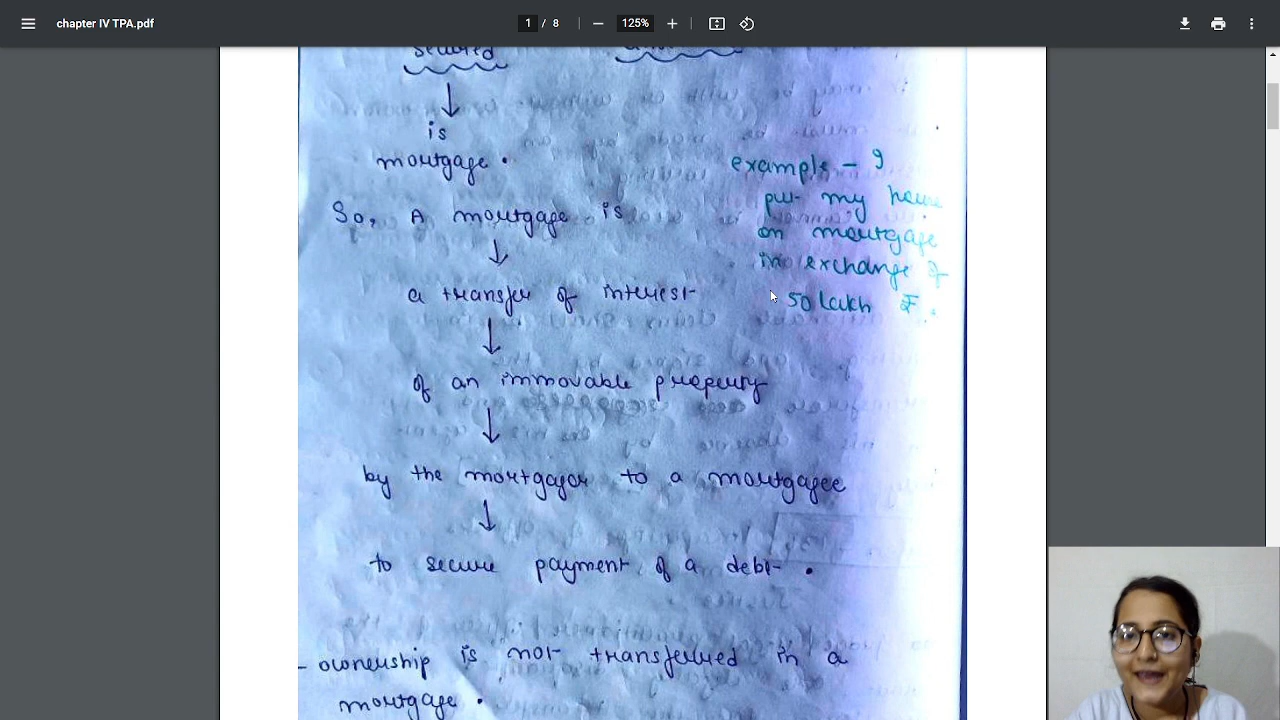 chapter IV TPA.pdf
1 / 8
125%
secured
is
mortgage.
example - I
put my house
So, A mortgage is
on mortgage
in exchange of
a transfer of interest
50 lakh ₹.
of an immovable property
by the mortgagor to a mortgagee
to secure payment of a debt.
- ownership is not transferred in a
mortgage.